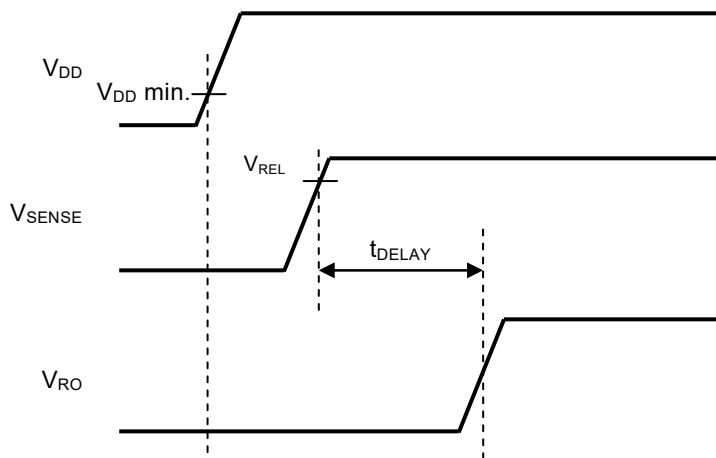 VDD
VDD min.
VREL
VSENSE
tDELAY
VRO